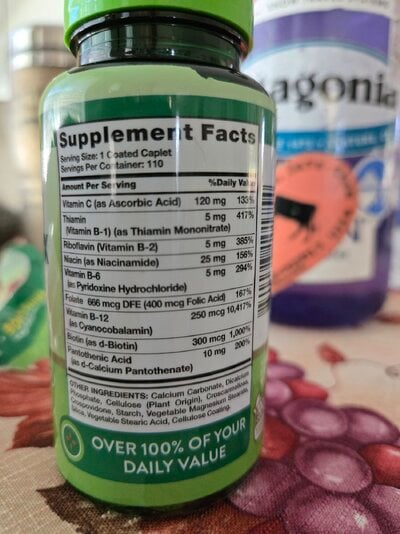 Supplement Facts
Serving Size: 1 Coated Caplet
Servings Per Container: 110
Amount Per Serving %Daily Value
Vitamin C (as Ascorbic Acid) 120 mg 133%
Thiamin 5 mg 417%
(Vitamin B-1) (as Thiamin Mononitrate)
Riboflavin (Vitamin B-2) 5 mg 385%
Niacin (as Niacinamide) 25 mg 156%
Vitamin B-6 5 mg 294%
(as Pyridoxine Hydrochloride)
Folate 666 mcg DFE (400 mcg Folic Acid) 167%
Vitamin B-12 250 mcg 10,417%
(as Cyanocobalamin)
Biotin (as d-Biotin) 300 mcg 1,000%
Pantothenic Acid 10 mg 200%
(as d-Calcium Pantothenate)
OTHER INGREDIENTS: Calcium Carbonate, Dicalcium
Phosphate, Cellulose (Plant Origin), Croscarmellose,
Crospovidone, Starch, Vegetable Magnesium Stearate,
Silica, Vegetable Stearic Acid, Cellulose Coating.
OVER 100% OF YOUR
DAILY VALUE
agonia